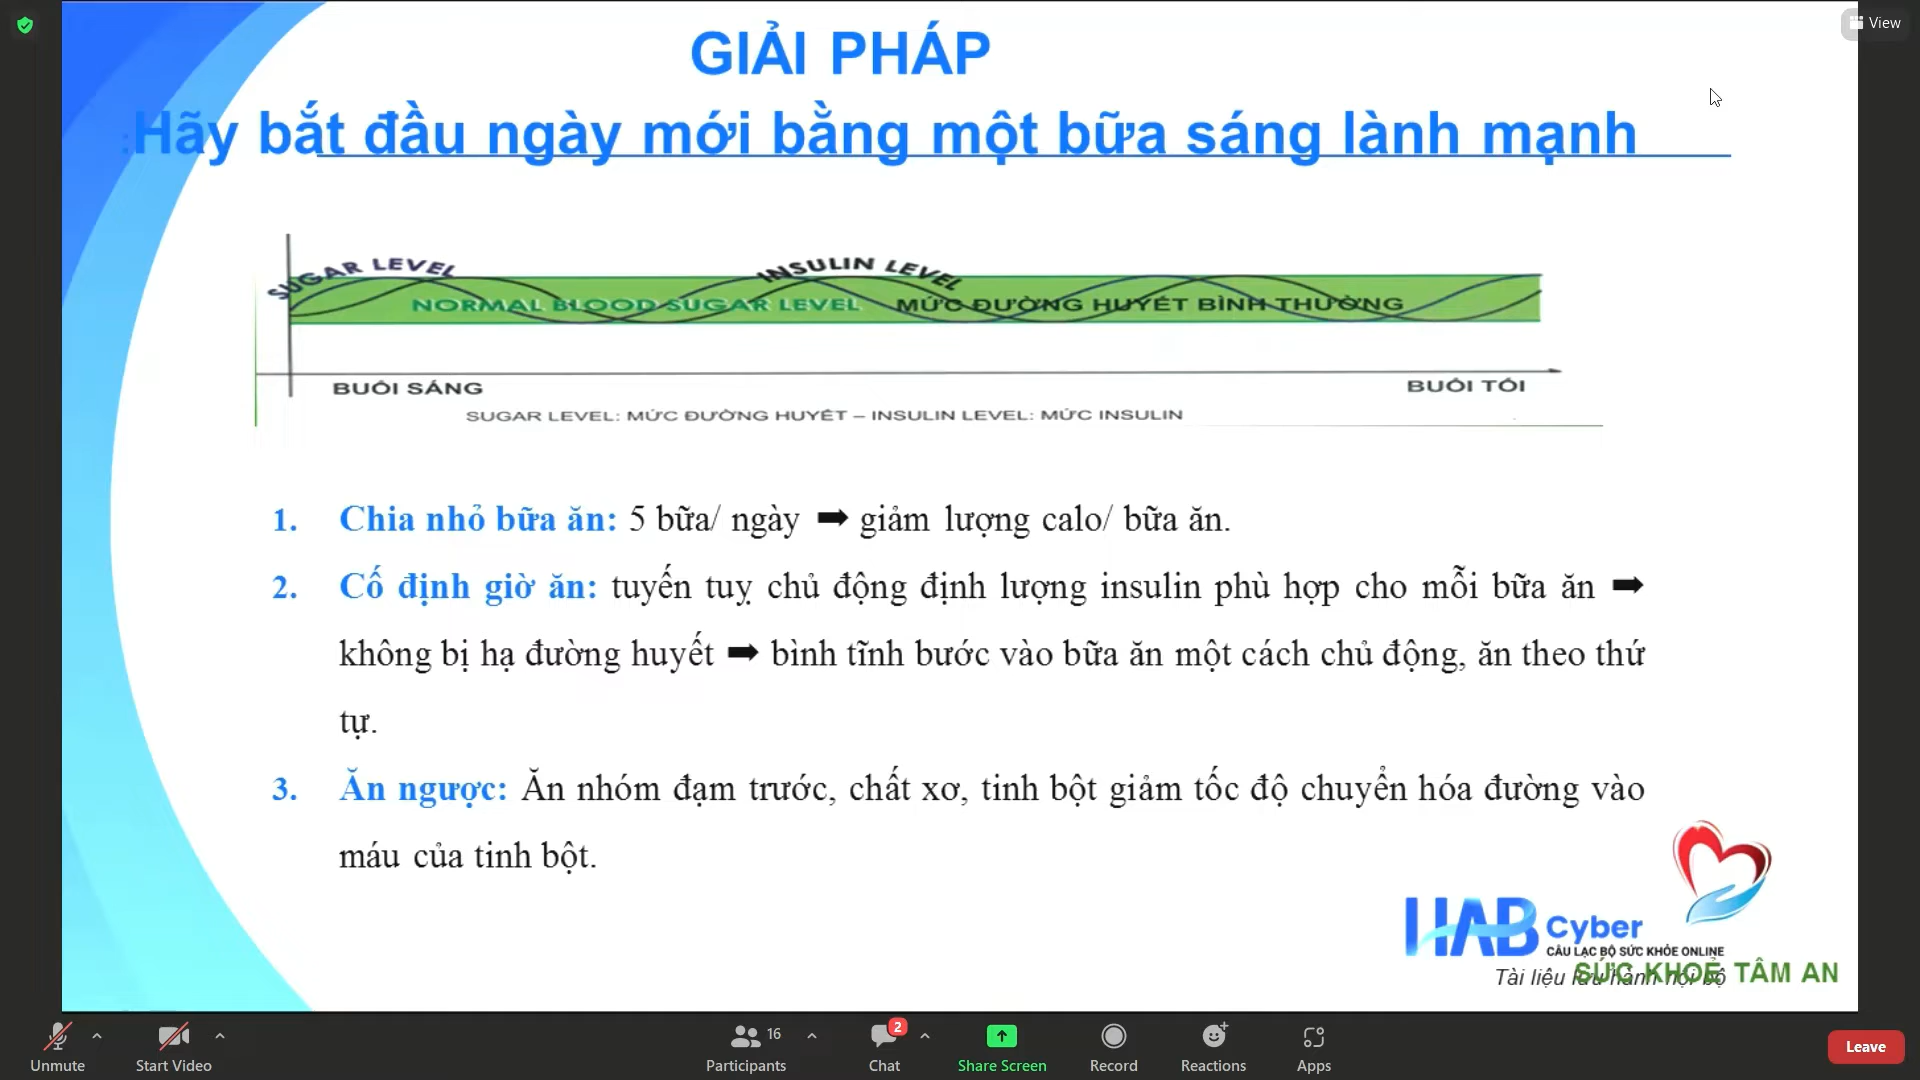 View
GIẢI PHÁP
:Hãy bắt đầu ngày mới bằng một bữa sáng lành mạnh
SUGAR LEVEL
INSULIN LEVEL
NORMAL BLOOD SUGAR LEVEL MỨC ĐƯỜNG HUYẾT BÌNH THƯỜNG
BUỔI SÁNG
BUỔI TỐI
SUGAR LEVEL: MỨC ĐƯỜNG HUYẾT – INSULIN LEVEL: MỨC INSULIN
1. Chia nhỏ bữa ăn: 5 bữa/ ngày ➡ giảm lượng calo/ bữa ăn.
2. Cố định giờ ăn: tuyến tuỵ chủ động định lượng insulin phù hợp cho mỗi bữa ăn ➡
không bị hạ đường huyết ➡ bình tĩnh bước vào bữa ăn một cách chủ động, ăn theo thứ
tự.
3. Ăn ngược: Ăn nhóm đạm trước, chất xơ, tinh bột giảm tốc độ chuyển hóa đường vào
máu của tinh bột.
HAB Cyber
CÂU LẠC BỘ SỨC KHỎE ONLINE
SỨC KHOẺ TÂM AN
Tài liệu lưu hành nội bộ
16
2
Unmute
Start Video
Participants
Chat
Share Screen
Record
Reactions
Apps
Leave